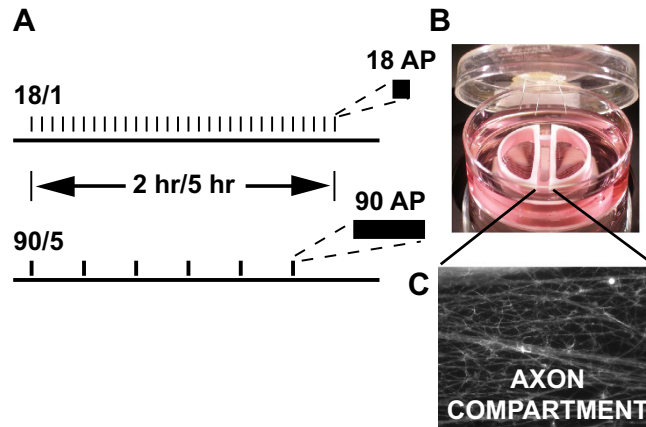 A
18 AP
18/1
2 hr/5 hr
90 AP
90/5
B
C
AXON
COMPARTMENT